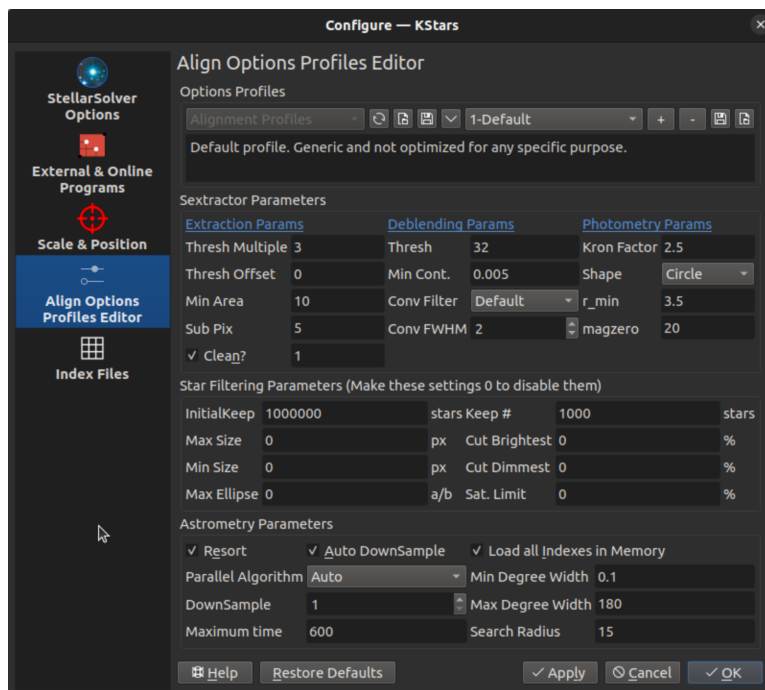 Configure — KStars
StellarSolver
Options
External & Online
Programs
Scale & Position
Align Options
Profiles Editor
Index Files
Align Options Profiles Editor
Options Profiles
Alignment Profiles 1-Default + -
Default profile. Generic and not optimized for any specific purpose.
Sextractor Parameters
Extraction Params Deblending Params Photometry Params
Thresh Multiple 3 Thresh 32 Kron Factor 2.5
Thresh Offset 0 Min Cont. 0.005 Shape Circle
Min Area 10 Conv Filter Default r_min 3.5
Sub Pix 5 Conv FWHM 2 magzero 20
Clean? 1
Star Filtering Parameters (Make these settings 0 to disable them)
InitialKeep 1000000 stars Keep # 1000 stars
Max Size 0 px Cut Brightest 0 %
Min Size 0 px Cut Dimmest 0 %
Max Ellipse 0 a/b Sat. Limit 0 %
Astrometry Parameters
Resort Auto DownSample Load all Indexes in Memory
Parallel Algorithm Auto Min Degree Width 0.1
DownSample 1 Max Degree Width 180
Maximum time 600 Search Radius 15
Help Restore Defaults Apply Cancel OK